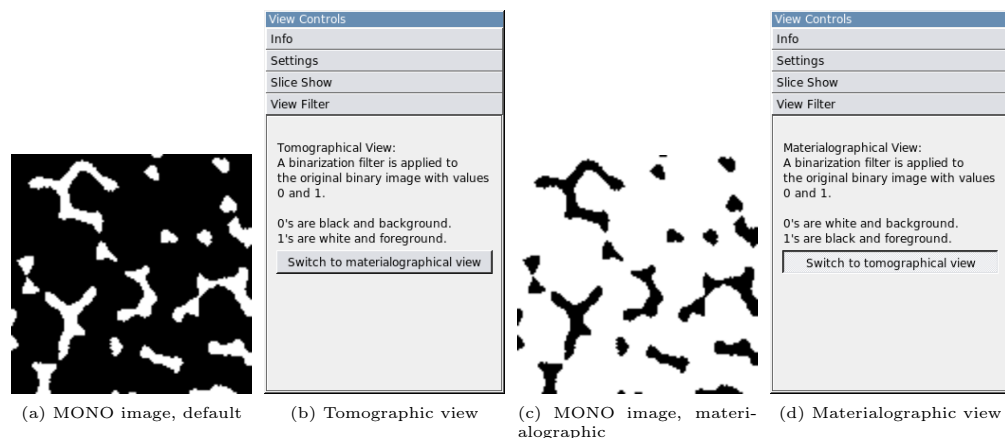 View Controls
Info
Settings
Slice Show
View Filter
Tomographical View:
A binarization filter is applied to
the original binary image with values
0 and 1.
0's are black and background.
1's are white and foreground.
Switch to materialographical view
View Controls
Info
Settings
Slice Show
View Filter
Materialographical View:
A binarization filter is applied to
the original binary image with values
0 and 1.
0's are white and background.
1's are black and foreground.
Switch to tomographical view
(a) MONO image, default
(b) Tomographic view
(c) MONO image, materi-
alographic
(d) Materialographic view